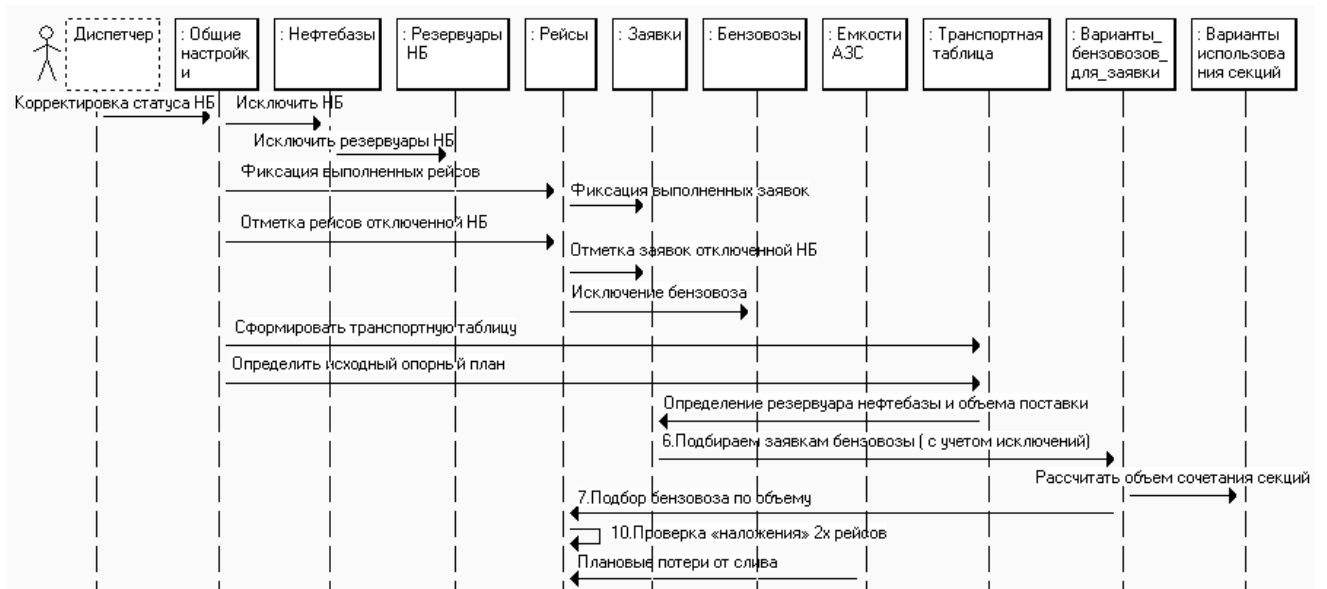 Диспетчер
: Общие
настройк
и
: Нефтебазы
: Резервуары
НБ
: Рейсы
: Заявки
: Бензовозы
: Емкости
АЗС
: Транспортная
таблица
: Варианты_
бензовозов_
для_заявки
: Варианты
использова
ния секций
Корректировка статуса НБ
Исключить НБ
Исключить резервуары НБ
Фиксация выполненных рейсов
Фиксация выполненных заявок
Отметка рейсов отключенной НБ
Отметка заявок отключенной НБ
Исключение бензовоза
Сформировать транспортную таблицу
Определить исходный опорный план
Определение резервуара нефтебазы и объема поставки
6.Подбираем заявкам бензовозы ( с учетом исключений)
Рассчитать объем сочетания секций
7.Подбор бензовоза по объему
10.Проверка «наложения» 2х рейсов
Плановые потери от слива